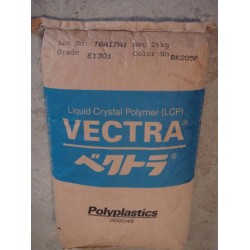 Lot No. 16A17A1 Net 25kg
Grade E130i Color No. BK205P
Liquid Crystal Polymer (LCP)
VECTRA®
ベクトラ®
Polyplastics